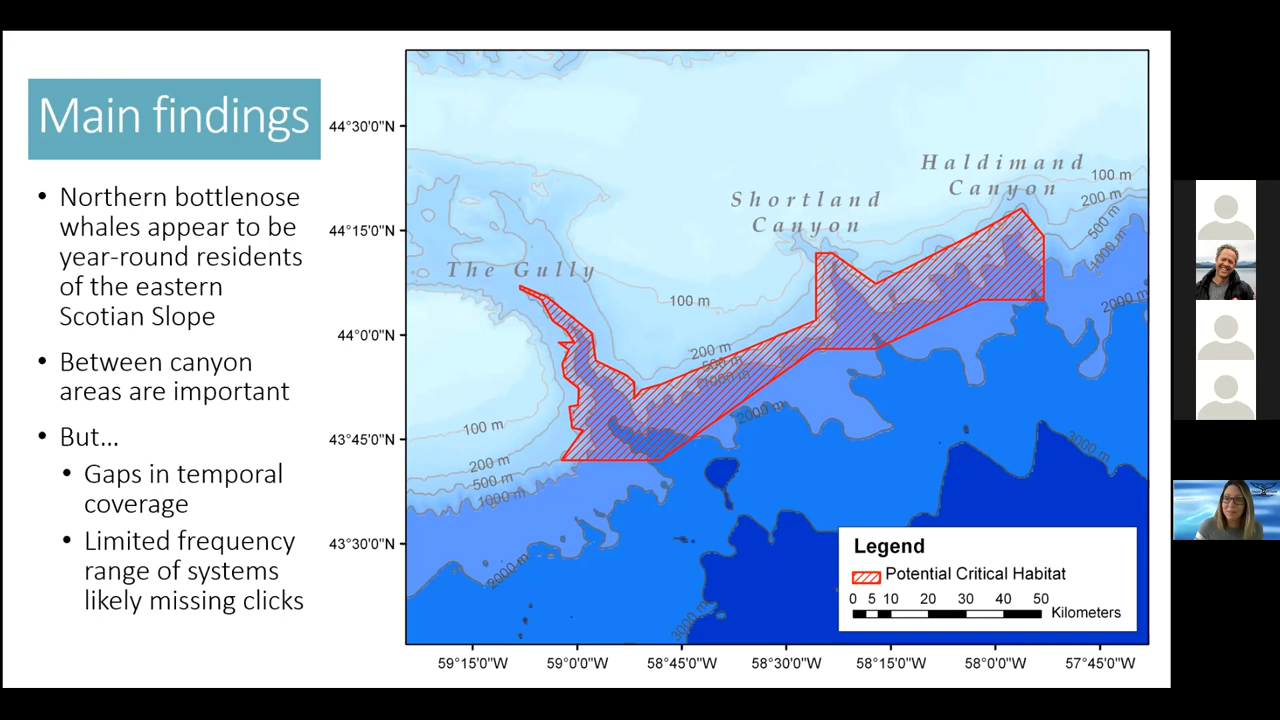 Main findings
• Northern bottlenose
whales appear to be
year-round residents
of the eastern
Scotian Slope
• Between canyon
areas are important
• But...
• Gaps in temporal
coverage
• Limited frequency
range of systems
likely missing clicks
44°30'0"N
44°15'0"N
44°0'0"N
43°45'0"N
43°30'0"N
Haldimand
Canyon
Shortland
Canyon
The Gully
100 m
200 m
500 m
1000 m
2000 m
100 m
200 m
500 m
1000 m
2000 m
3000 m
100 m
200 m
500 m
1000 m
2000 m
3000 m
Legend
Potential Critical Habitat
0 5 10 20 30 40 50
Kilometers
59°15'0"W 59°0'0"W 58°45'0"W 58°30'0"W 58°15'0"W 58°0'0"W 57°45'0"W